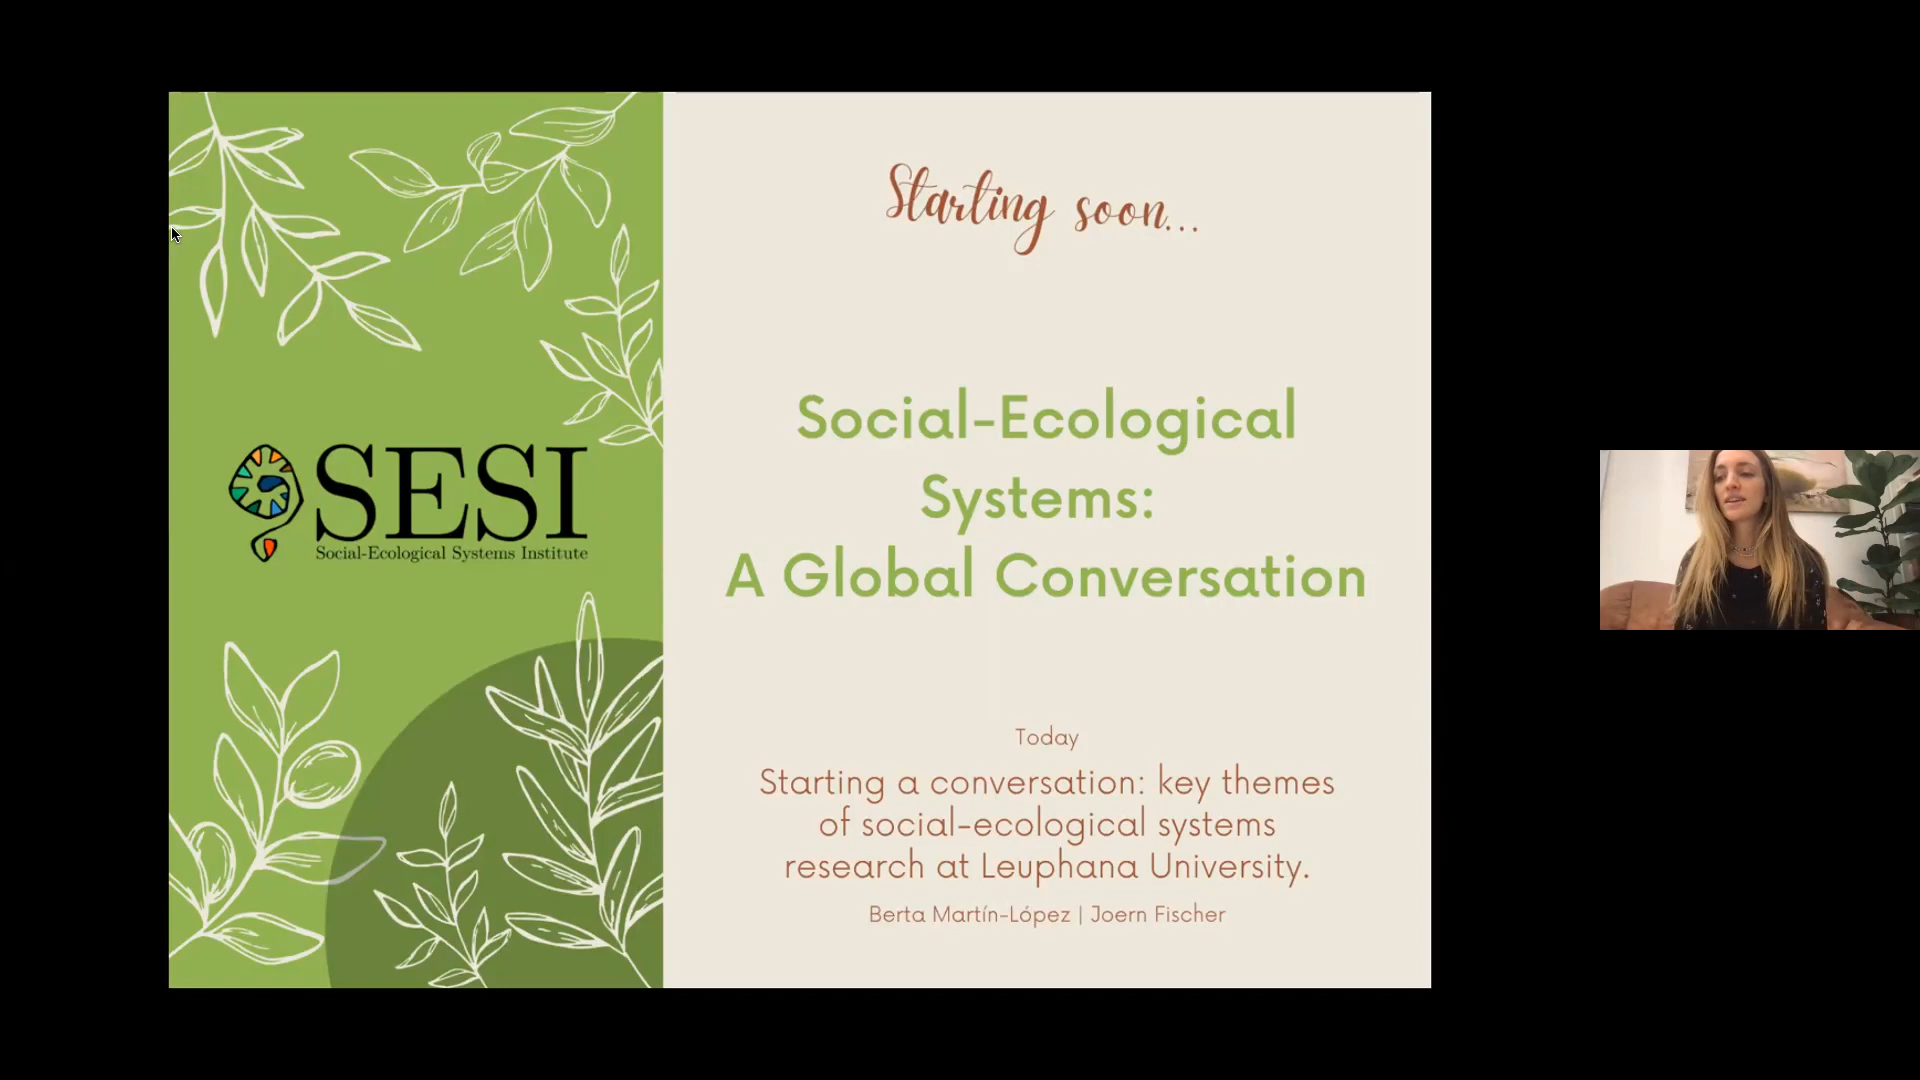 Starting soon...
SESI
Social-Ecological Systems Institute
Social-Ecological
Systems:
A Global Conversation
Today
Starting a conversation: key themes
of social-ecological systems
research at Leuphana University.
Berta Martín-López | Joern Fischer